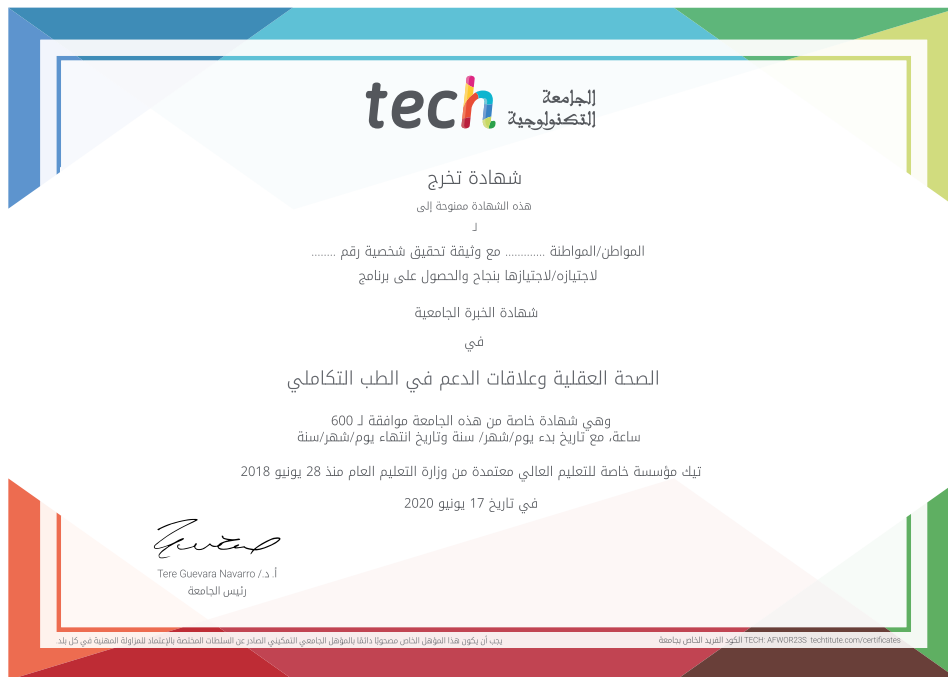 tech الجامعة
التكنولوجية
شهادة تخرج
هذه الشهادة ممنوحة إلى
لـ
المواطن/المواطنة ............ مع وثيقة تحقيق شخصية رقم ........
لاجتيازه/لاجتيازها بنجاح والحصول على برنامج
شهادة الخبرة الجامعية
في
الصحة العقلية وعلاقات الدعم في الطب التكاملي
وهي شهادة خاصة من هذه الجامعة موافقة لـ 600
ساعة، مع تاريخ بدء يوم/شهر/ سنة وتاريخ انتهاء يوم/شهر/سنة
تيك مؤسسة خاصة للتعليم العالي معتمدة من وزارة التعليم العام منذ 28 يونيو 2018
في تاريخ 17 يونيو 2020
أ. د./ Tere Guevara Navarro
رئيس الجامعة
يجب أن يكون هذا المؤهل الخاص مصحوبًا دائمًا بالمؤهل الجامعي التمكيني الصادر عن السلطات المختصة بالإعتماد للمزاولة المهنية في كل بلد.
الكود الفريد الخاص بجامعة TECH: AFWOR23S techtitute.com/certificates